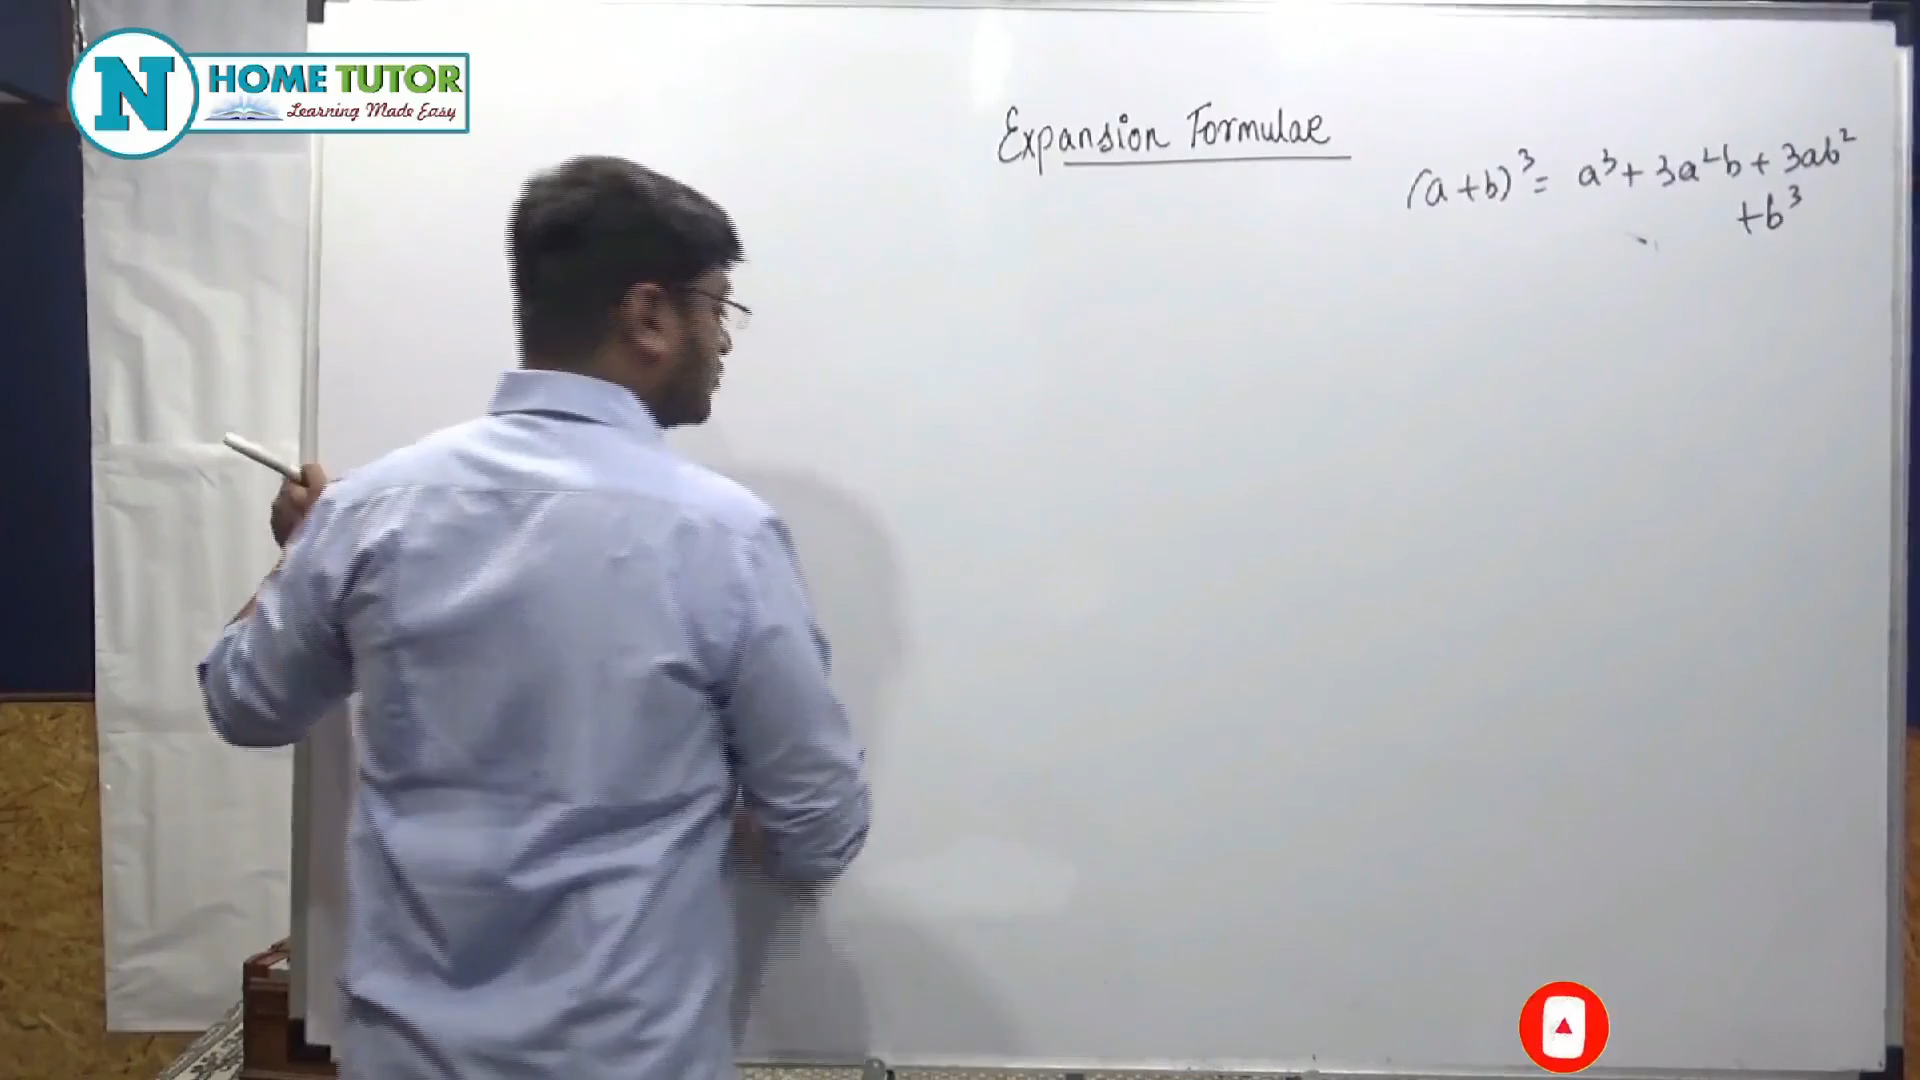 N HOME TUTOR
Learning Made Easy
Expansion Formulae
(a+b)³= a³+ 3a²b + 3ab²
+b³